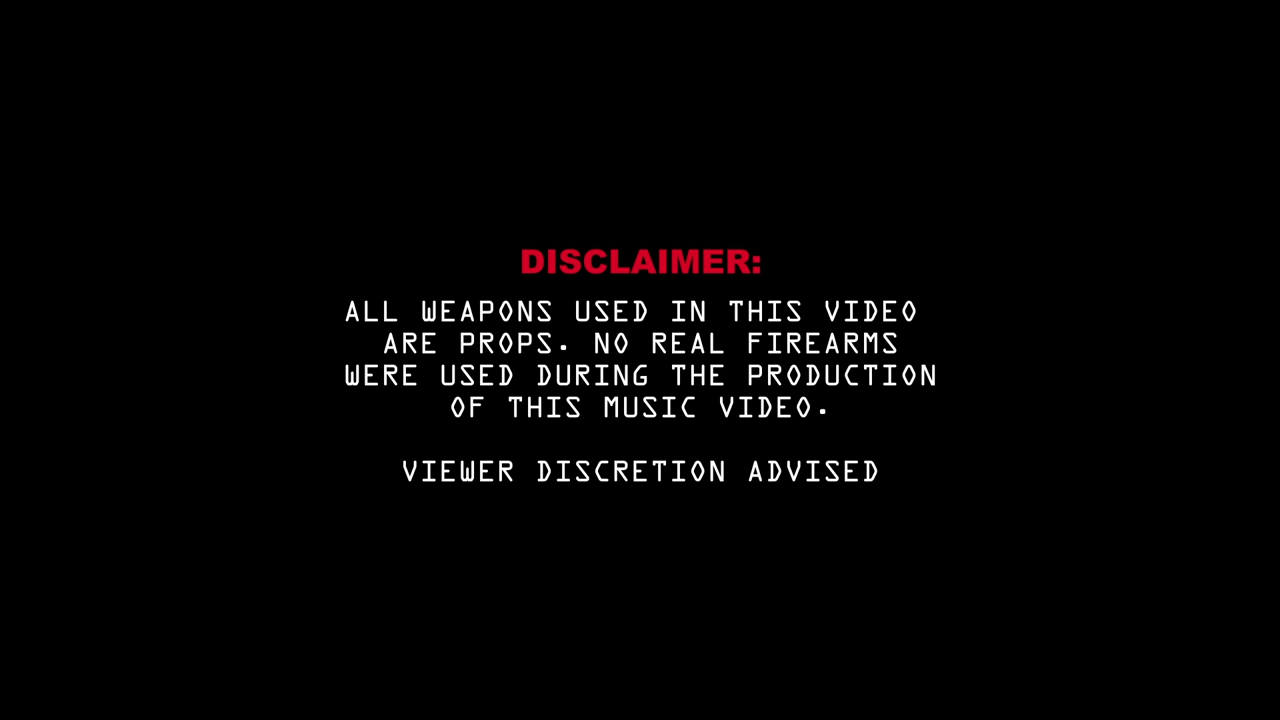 DISCLAIMER:
ALL WEAPONS USED IN THIS VIDEO
ARE PROPS. NO REAL FIREARMS
WERE USED DURING THE PRODUCTION
OF THIS MUSIC VIDEO.
VIEWER DISCRETION ADVISED